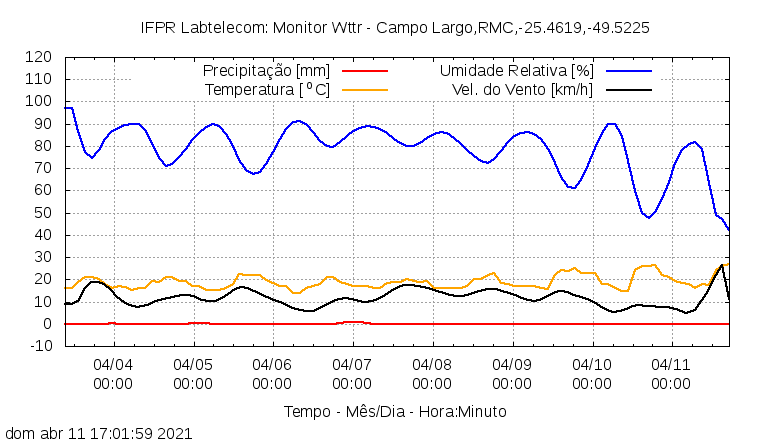 IFPR Labtelecom: Monitor Wttr - Campo Largo,RMC,-25.4619,-49.5225
120
110
100
90
80
70
60
50
40
30
20
10
0
-10
Precipitação [mm]
Temperatura [ ⁰C]
Umidade Relativa [%]
Vel. do Vento [km/h]
04/04 04/05 04/06 04/07 04/08 04/09 04/10 04/11
00:00 00:00 00:00 00:00 00:00 00:00 00:00 00:00
Tempo - Mês/Dia - Hora:Minuto
dom abr 11 17:01:59 2021